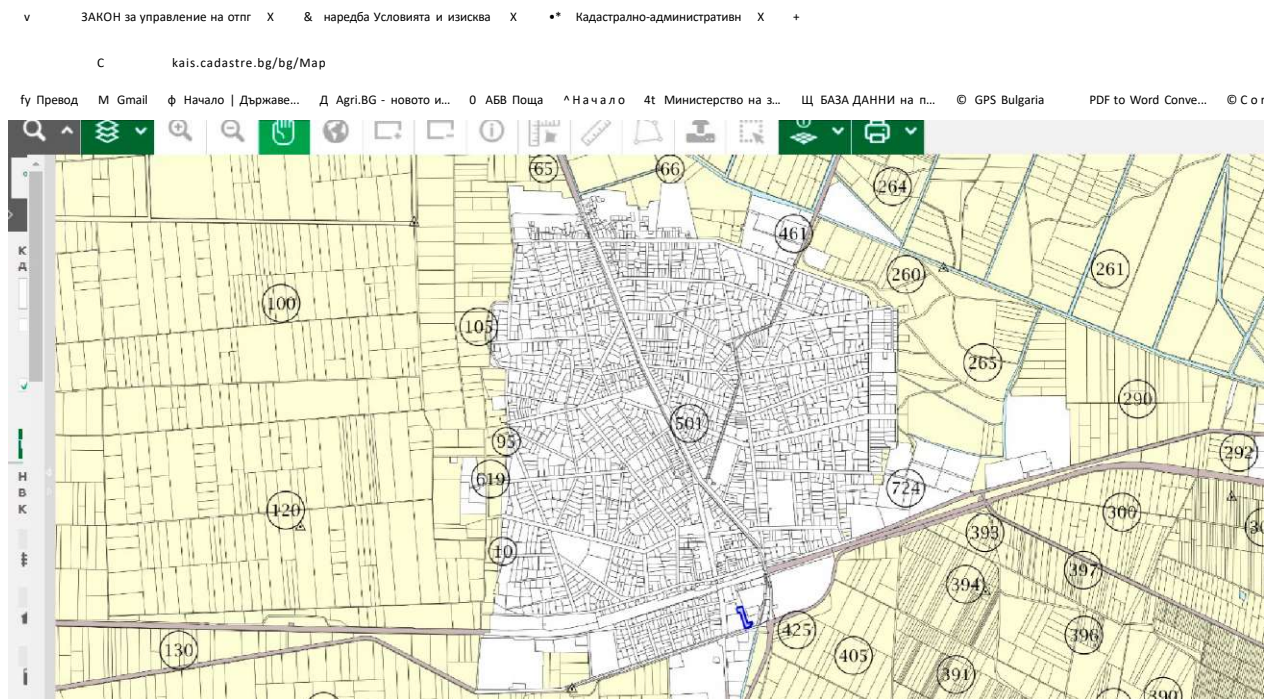 v ЗАКОН за управление на отпг X & наредба Условията и изисква X •* Кадастрално-административн X +
C kais.cadastre.bg/bg/Map
fy Превод M Gmail ф Начало | Държаве... Д Agri.BG - новото и... 0 АБВ Поща ^Начало 4t Министерство на з... Щ БАЗА ДАННИ на п... © GPS Bulgaria PDF to Word Conve... © C o r
65 66 264
461
К
Д
260 261
100
105
265
290
501
95
292
Н
В
К
619 724
120 300
393
10
397
394
425 396
130 405
391
390